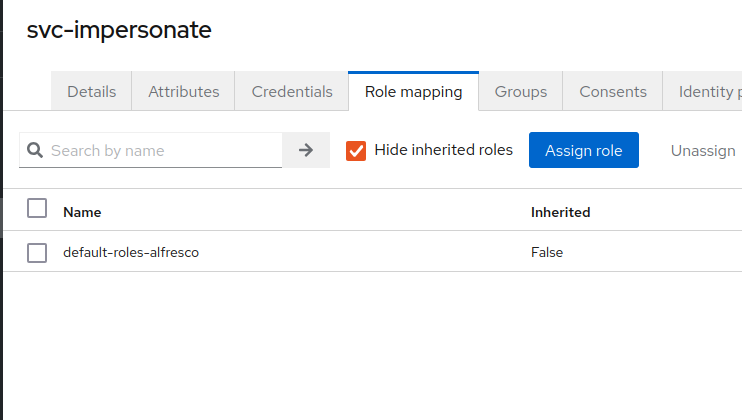 svc-impersonate
Details Attributes Credentials Role mapping Groups Consents Identity p
Search by name Hide inherited roles Assign role Unassign
Name Inherited
default-roles-alfresco False